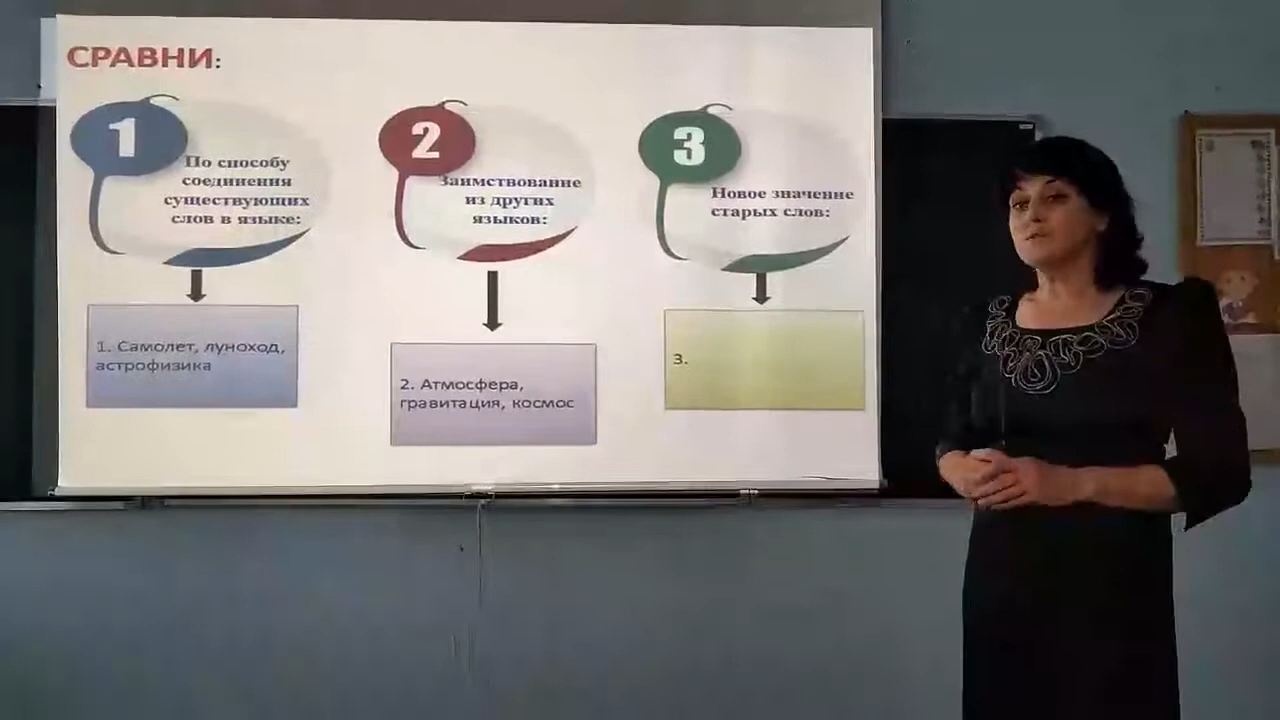 СРАВНИ:
1
По способу
соединения
существующих
слов в языке:
2
Заимствование
из других
языков:
3
Новое значение
старых слов:
1. Самолет, луноход,
астрофизика
2. Атмосфера,
гравитация, космос
3.